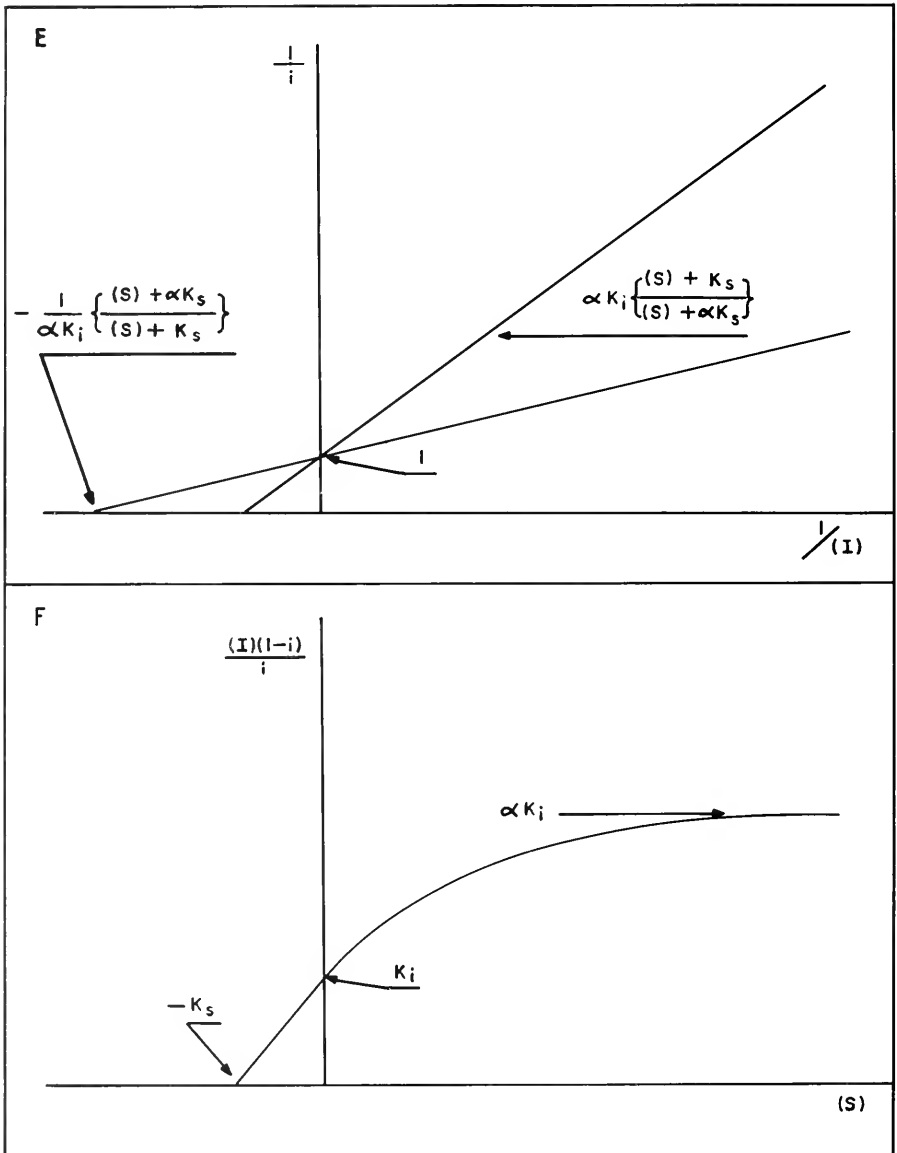 E
1/i
- 1/αKᵢ {(S) + αKₛ / (S) + Kₛ}
αKᵢ {(S) + Kₛ / (S) + αKₛ}
1
1/(I)
F
(I)(1-i)/i
αKᵢ
Kᵢ
-Kₛ
(S)